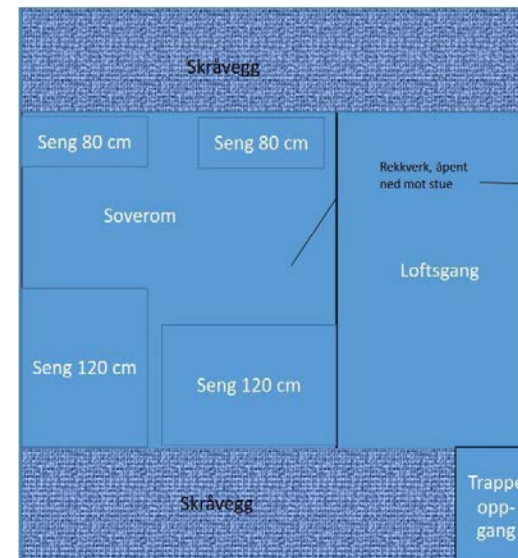 Skråvegg
Seng 80 cm
Seng 80 cm
Rekkverk, åpent
ned mot stue
Soverom
Loftsgang
Seng 120 cm
Seng 120 cm
Skråvegg
Trappe
opp-
gang